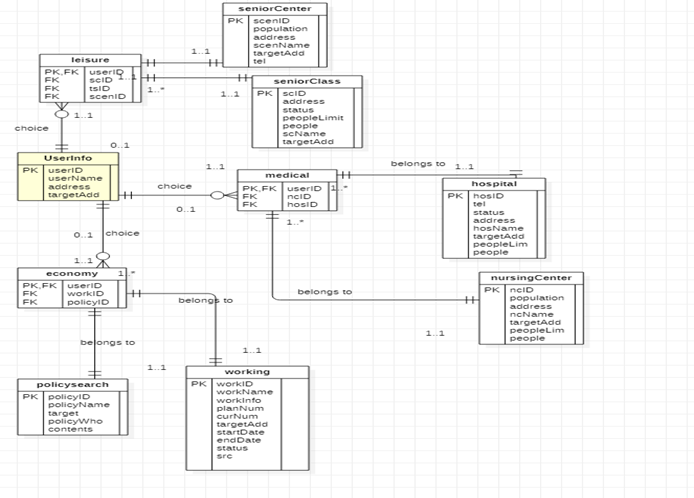 seniorCenter
PK scenID
population
address
scenName
targetAdd
tel
1..1
leisure
PK,FK userID
FK scID
FK tsID
FK scenID
1..1
1..*
1..1
seniorClass
PK scID
address
status
peopleLimit
people
scName
targetAdd
1..1
choice
0..1
UserInfo
PK userID
userName
address
targetAdd
choice
0..1
1..1
medical
PK,FK userID
FK ncID
FK hosID
1..*
1..*
belongs to
1..1
hospital
PK hosID
tel
status
address
hosName
targetAdd
peopleLim
people
0..1
choice
1..1
economy
1..*
PK,FK userID
FK workID
FK policyID
belongs to
belongs to
nursingCenter
PK ncID
population
address
ncName
targetAdd
peopleLim
people
1..1
belongs to
1..1
1..1
policysearch
PK policyID
policyName
target
policyWho
contents
working
PK workID
workName
workInfo
planNum
curNum
targetAdd
startDate
endDate
status
src